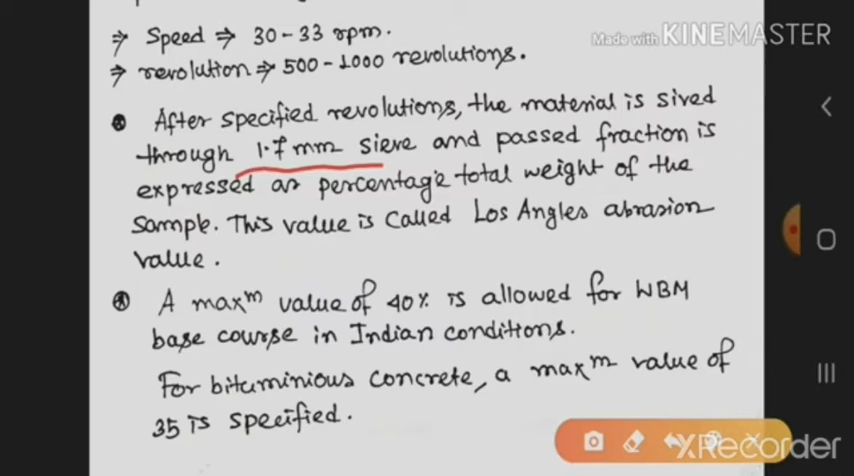 ⇒ Speed ⇒ 30-33 rpm.
Made with KINEMASTER
⇒ revolution ⇒ 500-1000 revolutions.
After specified revolutions, the material is sived
through 1.7mm sieve and passed fraction is
expressed as percentage total weight of the
sample. This value is called Los Angles abrasion
value.
A maxᵐ value of 40% is allowed for WBM
base course in Indian conditions.
For bituminious concrete, a maxᵐ value of
35 is specified.
XRecorder